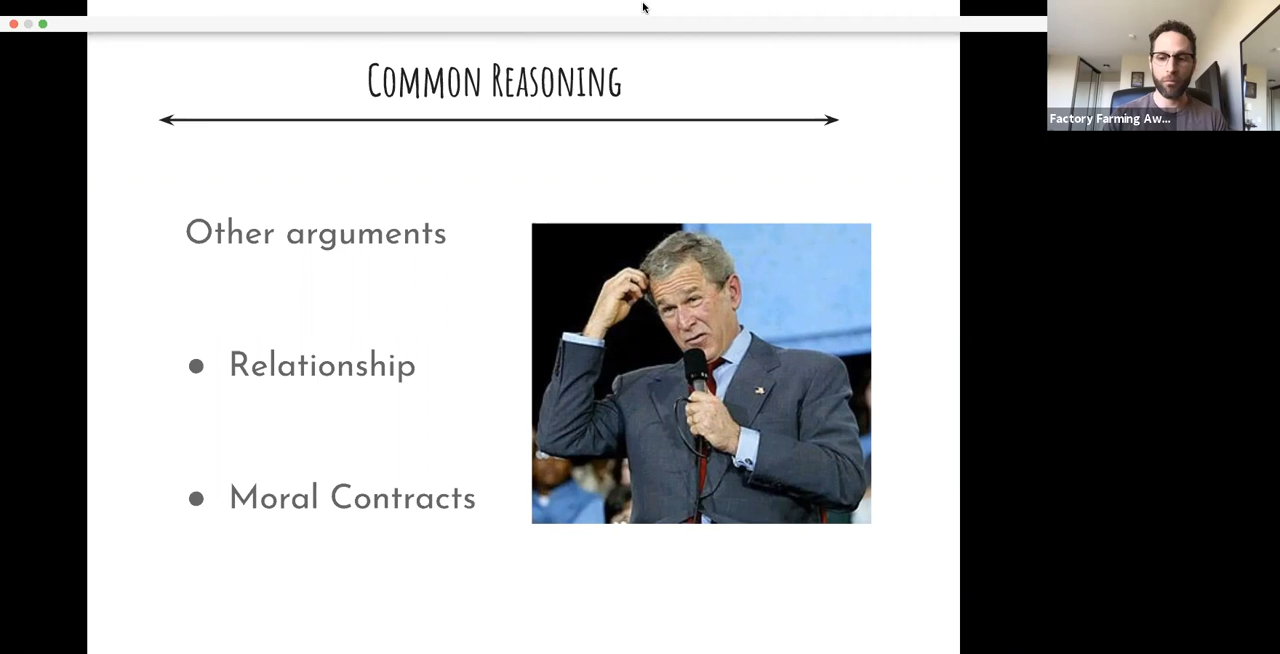 Common Reasoning
Factory Farming Aw...
Other arguments
● Relationship
● Moral Contracts